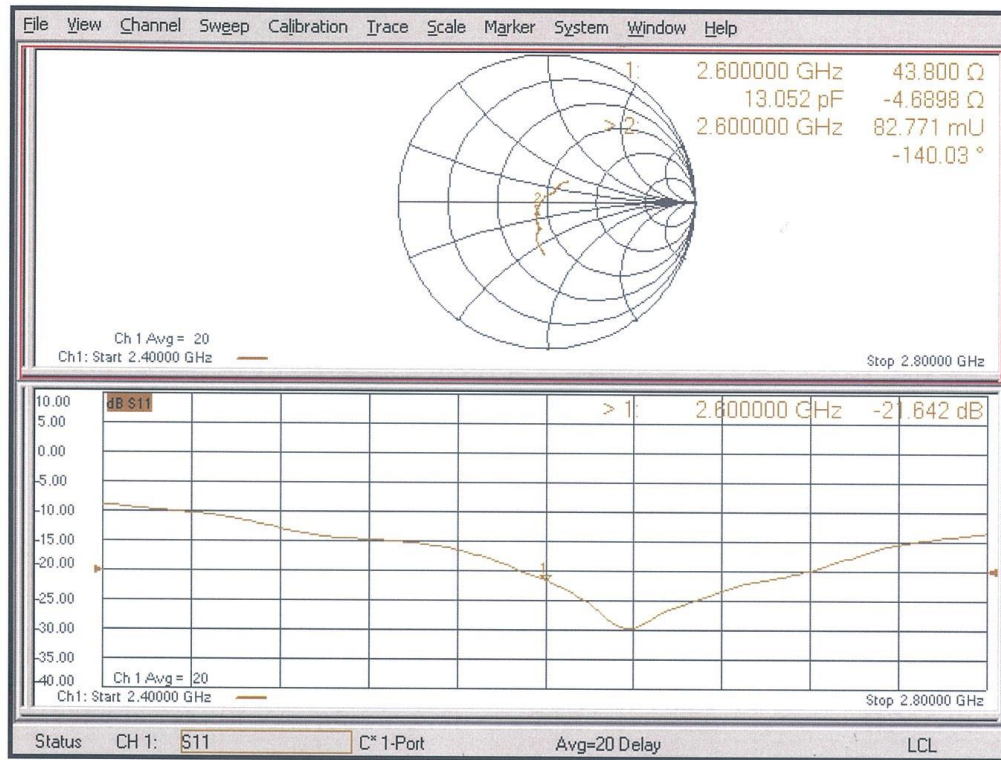 File View Channel Sweep Calibration Trace Scale Marker System Window Help
1: 2.600000 GHz 43.800 Ω
13.052 pF -4.6898 Ω
> 2: 2.600000 GHz 82.771 mU
-140.03 °
2
Ch 1 Avg = 20
Ch1: Start 2.40000 GHz
Stop 2.80000 GHz
10.00 dB S11 > 1: 2.600000 GHz -21.642 dB
5.00
0.00
-5.00
-10.00
-15.00
-20.00
1
-25.00
-30.00
-35.00
-40.00 Ch 1 Avg = 20
Ch1: Start 2.40000 GHz
Stop 2.80000 GHz
Status CH 1: S11 C* 1-Port Avg=20 Delay LCL